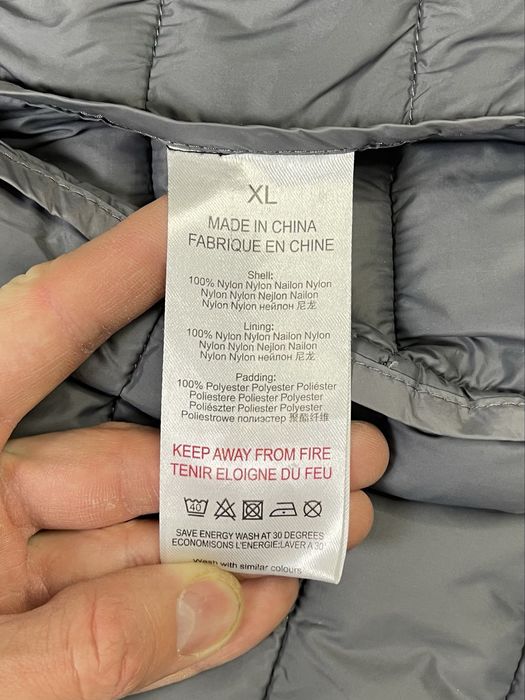 XL
MADE IN CHINA
FABRIQUE EN CHINE
Shell:
100% Nylon Nylon Nailon Nylon
Nylon Nylon Nejlon Nailon
Nylon Nylon нейлон 尼龙
Lining:
100% Nylon Nylon Nailon Nylon
Nylon Nylon Nejlon Nailon
Nylon Nylon нейлон 尼龙
Padding:
100% Polyester Polyester Poliéster
Poliestere Poliester Polyester
Poliészter Poliester Polyester
Polestrowe полиэстер 聚酯纤维
KEEP AWAY FROM FIRE
TENIR ELOIGNE DU FEU
40
SAVE ENERGY WASH AT 30 DEGREES
ECONOMISONS L'ENERGIE:LAVER A 30
Wash with similar colours